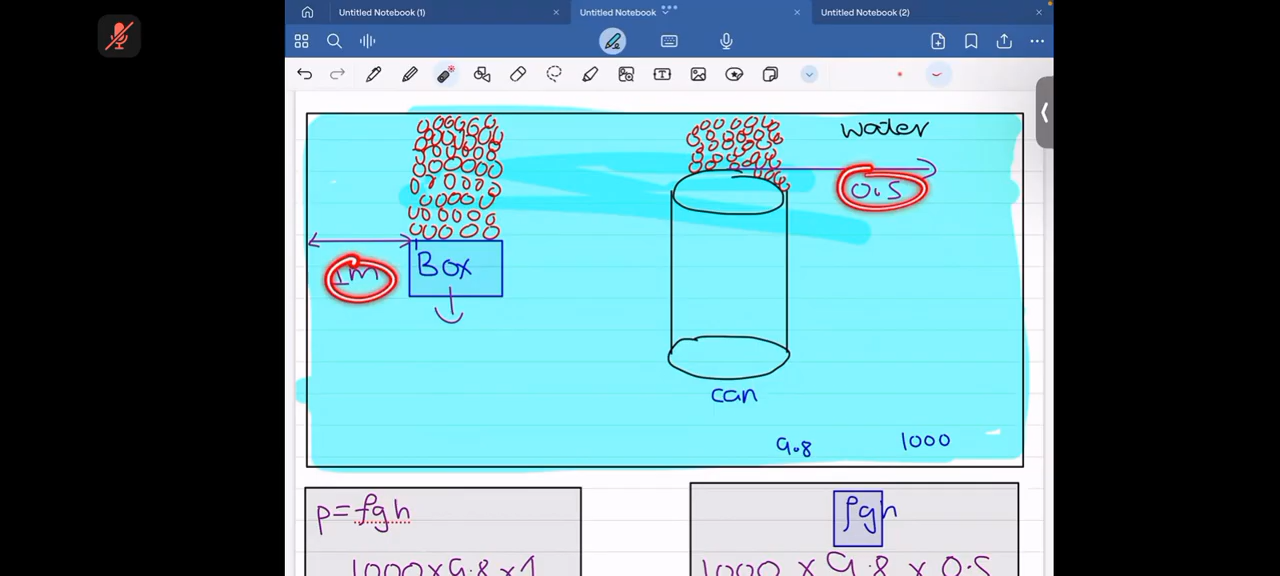 Untitled Notebook (1)
Untitled Notebook
Untitled Notebook (2)
water
0.5
1m
Box
can
9.8
1000
p=ρgh
ρgh
1000×9.8×1
1000 × 9.8 × 0.5